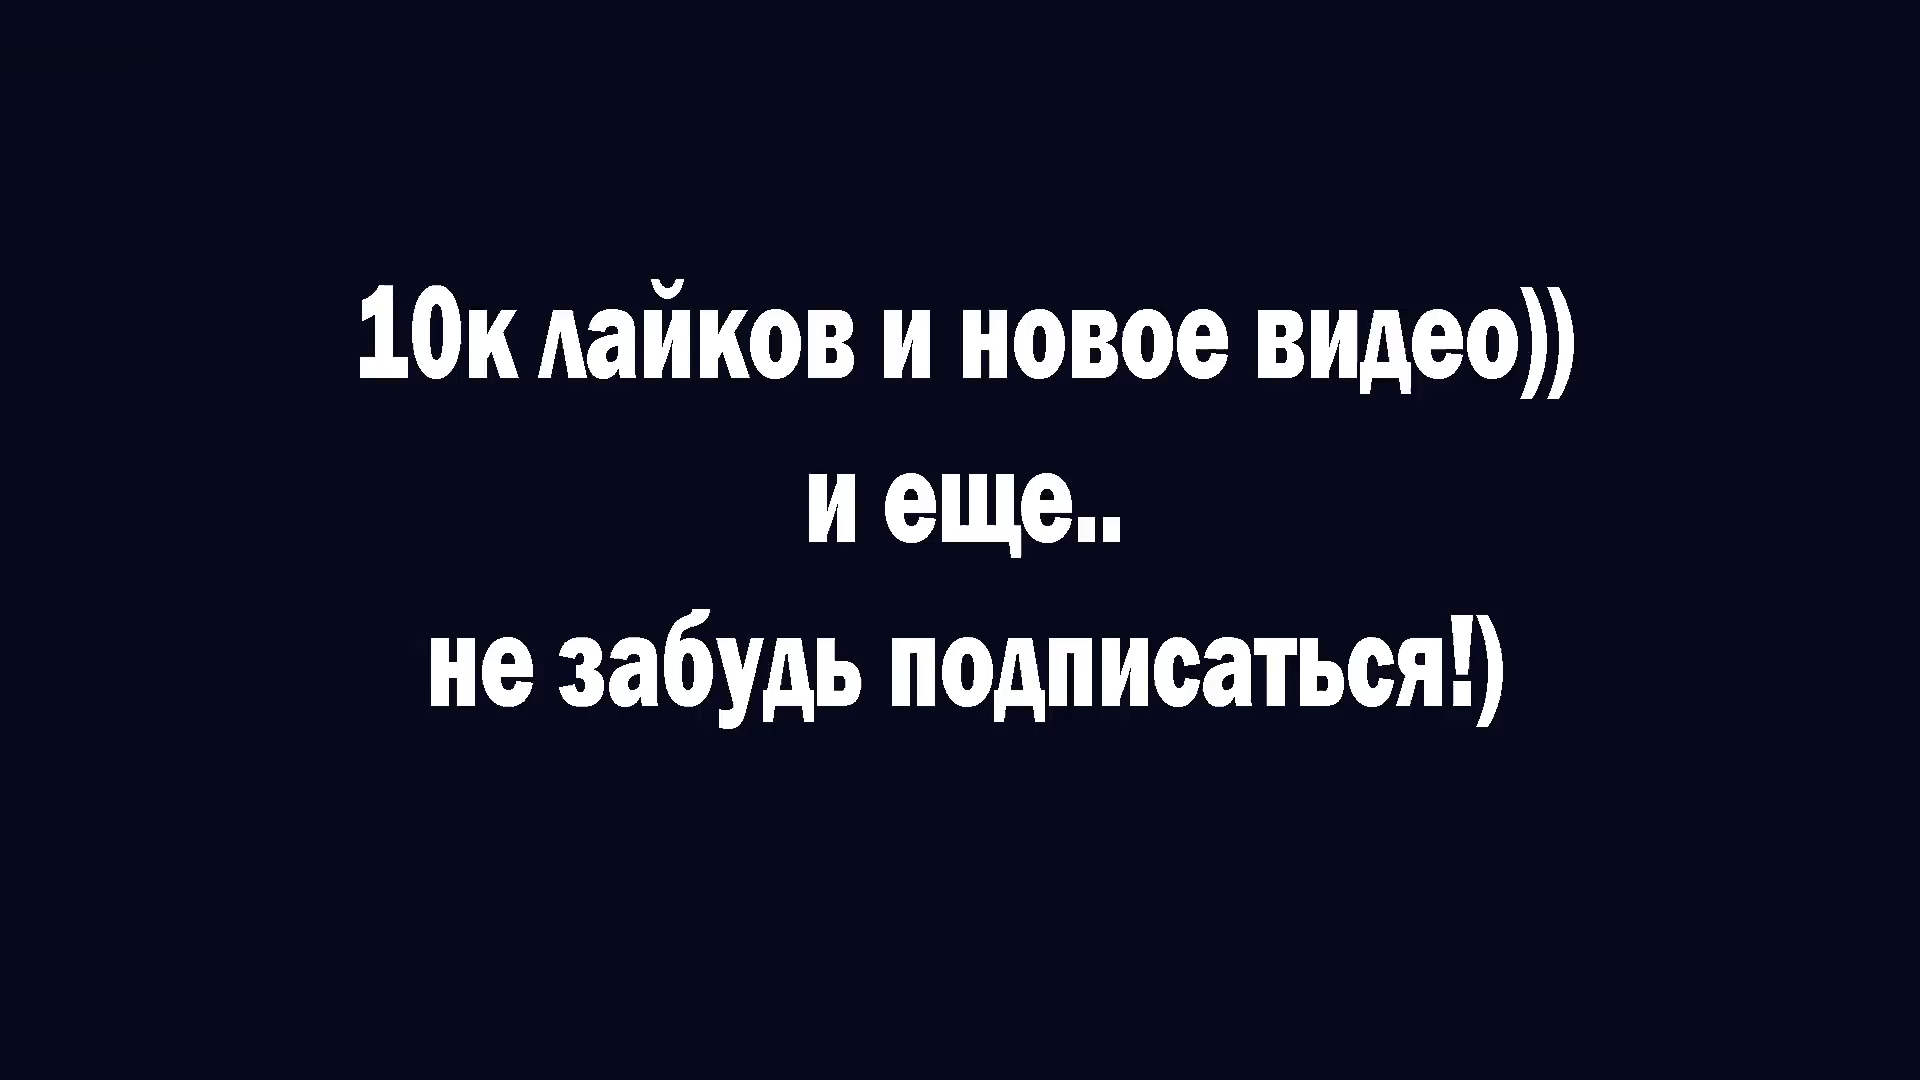 10к лайков и новое видео))
и еще..
не забудь подписаться!)